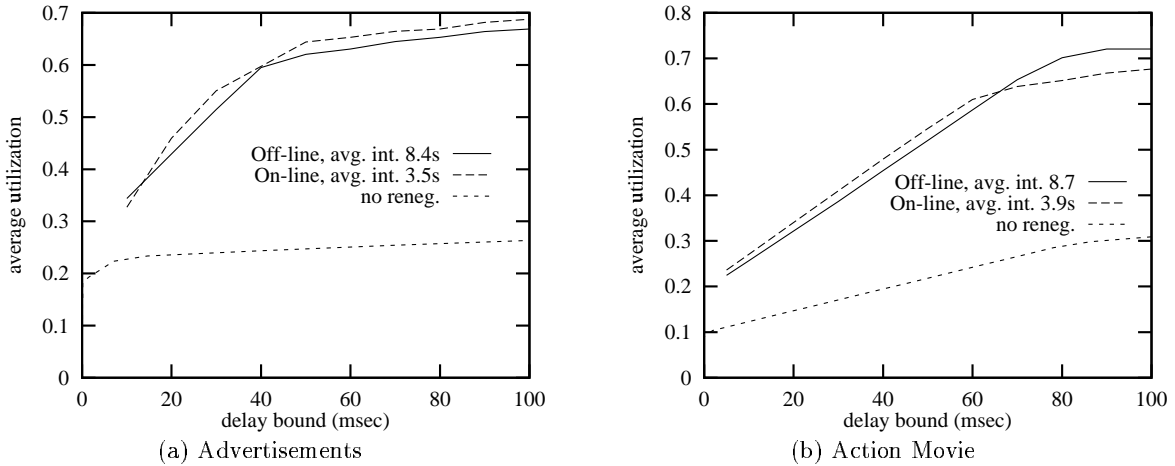 0.7
0.6
0.5
0.4
0.3
0.2
0.1
0
average utilization
Off-line, avg. int. 8.4s
On-line, avg. int. 3.5s
no reneg.
0 20 40 60 80 100
delay bound (msec)
(a) Advertisements
0.8
0.7
0.6
0.5
0.4
0.3
0.2
0.1
0
average utilization
Off-line, avg. int. 8.7
On-line, avg. int. 3.9s
no reneg.
0 20 40 60 80 100
delay bound (msec)
(b) Action Movie